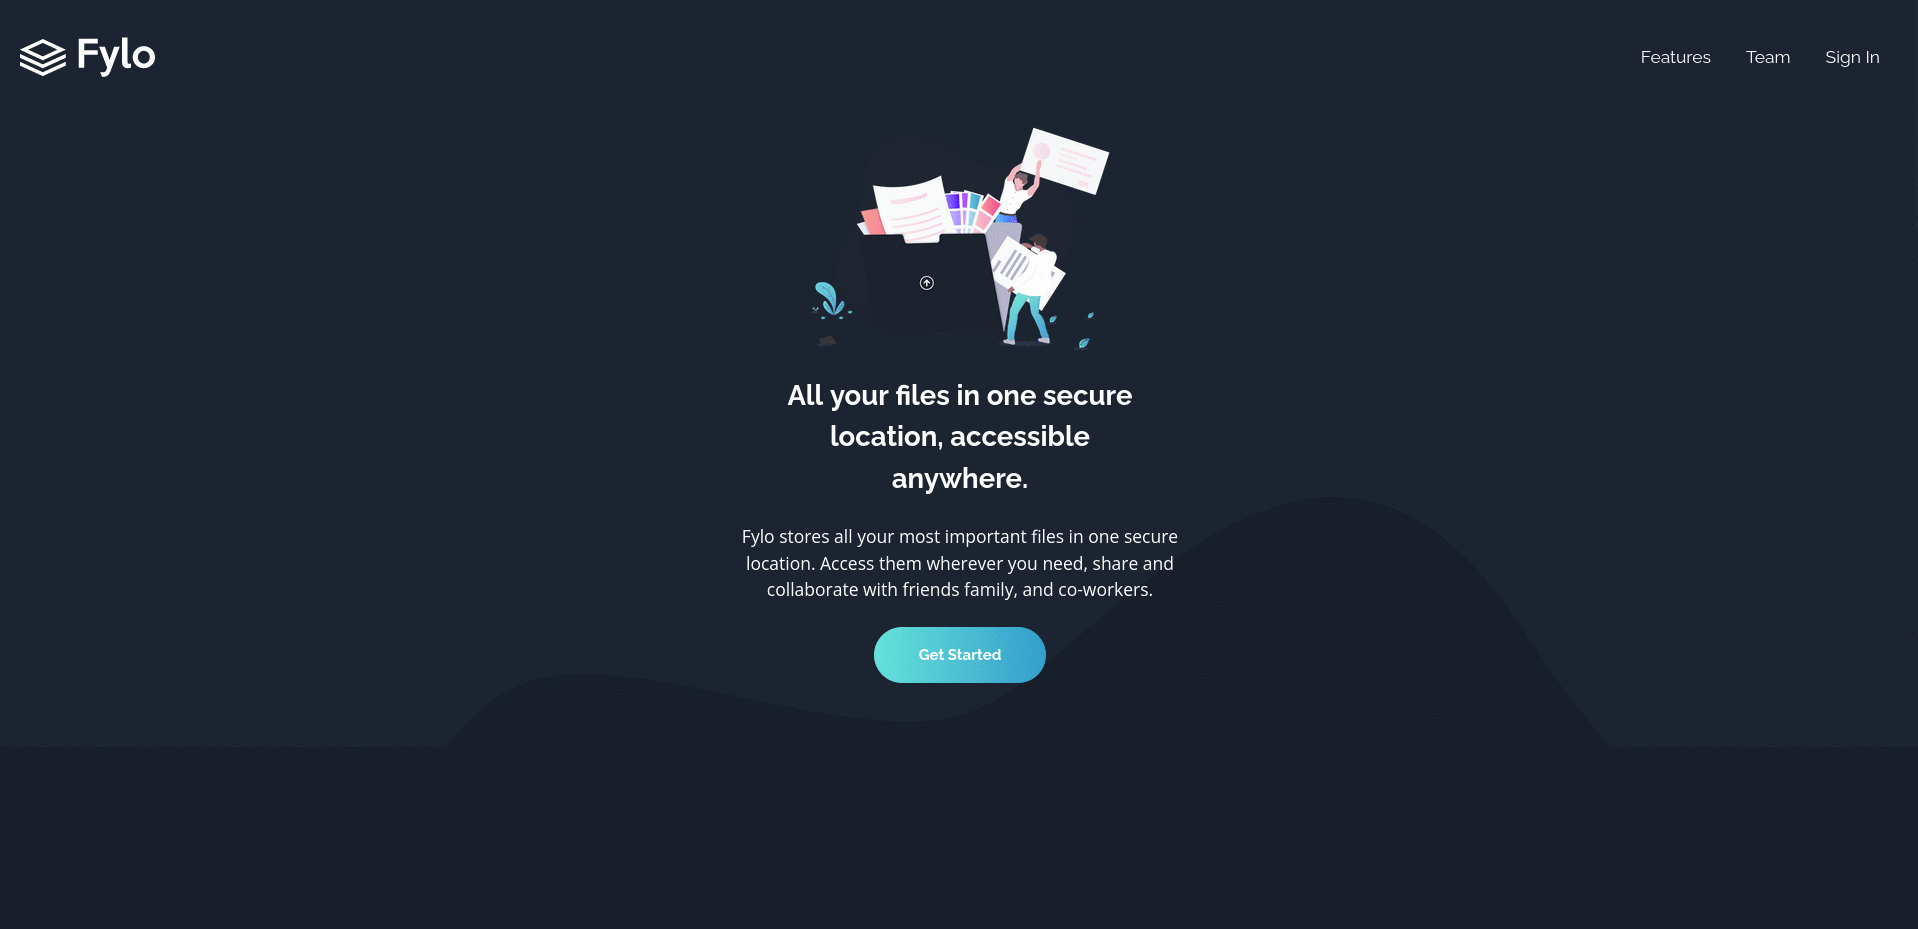 Fylo
Features
Team
Sign In
All your files in one secure
location, accessible
anywhere.
Fylo stores all your most important files in one secure
location. Access them wherever you need, share and
collaborate with friends family, and co-workers.
Get Started